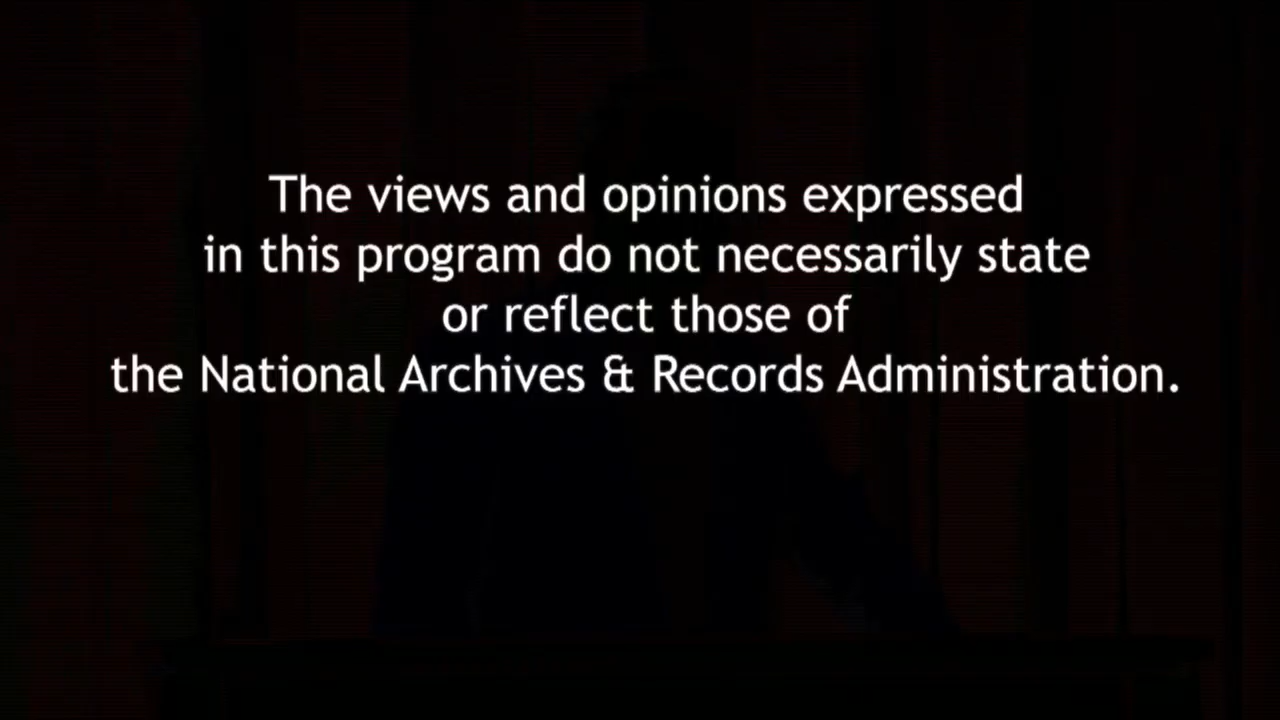 The views and opinions expressed
in this program do not necessarily state
or reflect those of
the National Archives & Records Administration.